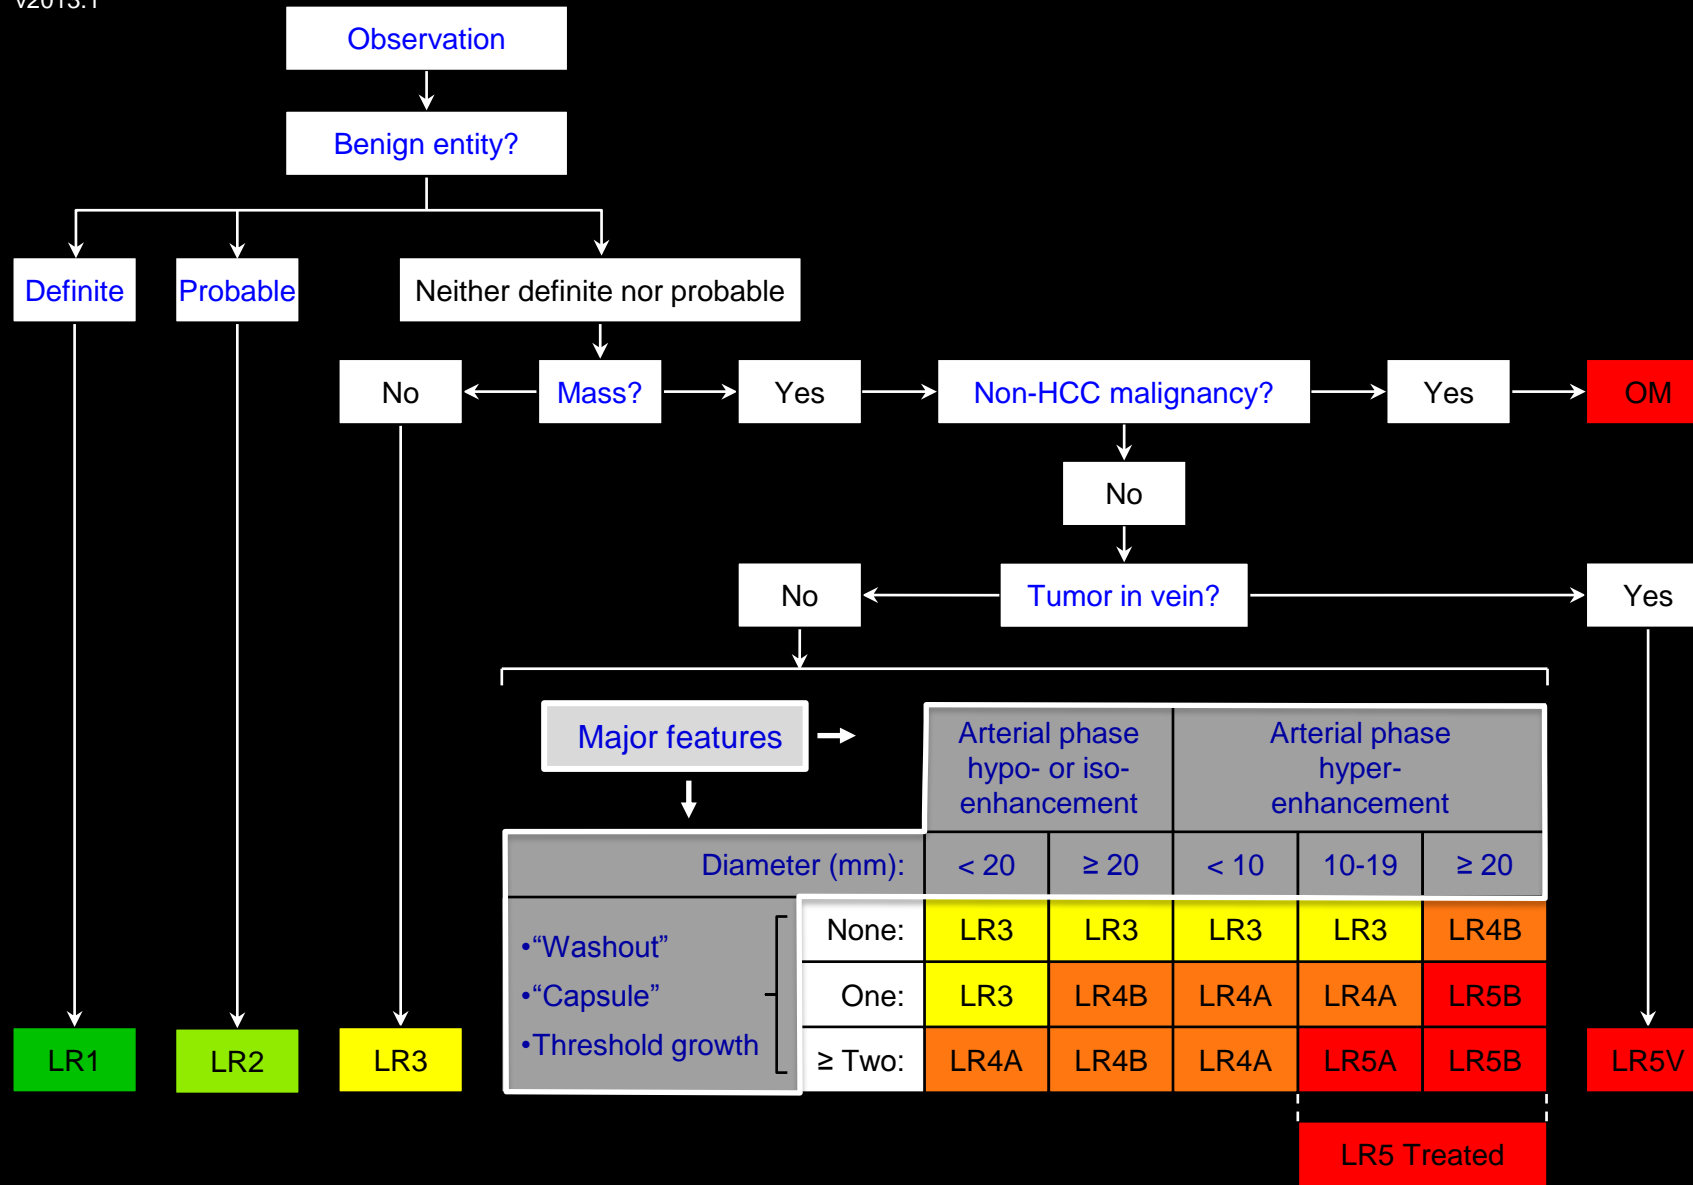 v2013.1
Observation
Benign entity?
Definite
Probable
Neither definite nor probable
No
Mass?
Yes
Non-HCC malignancy?
Yes
OM
No
No
Tumor in vein?
Yes
Major features
Arterial phase
hypo- or iso-
enhancement
Arterial phase
hyper-
enhancement
Diameter (mm): < 20 ≥ 20 < 10 10-19 ≥ 20
•“Washout”
•“Capsule”
•Threshold growth
None: LR3 LR3 LR3 LR3 LR4B
One: LR3 LR4B LR4A LR4A LR5B
≥ Two: LR4A LR4B LR4A LR5A LR5B
LR1
LR2
LR3
LR5V
LR5 Treated